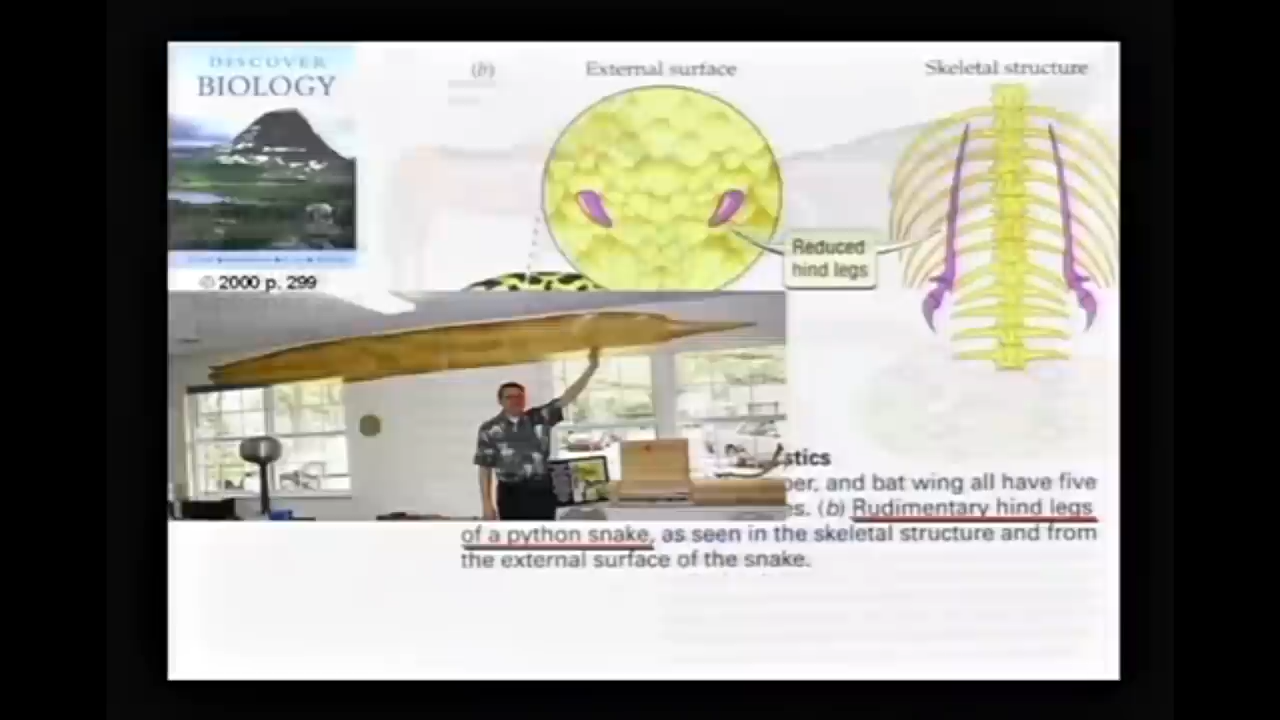 DISCOVER
BIOLOGY
© 2000 p. 299
(b)
External surface
Skeletal structure
Reduced
hind legs
stics
per, and bat wing all have five
es. (b) Rudimentary hind legs
of a python snake, as seen in the skeletal structure and from
the external surface of the snake.